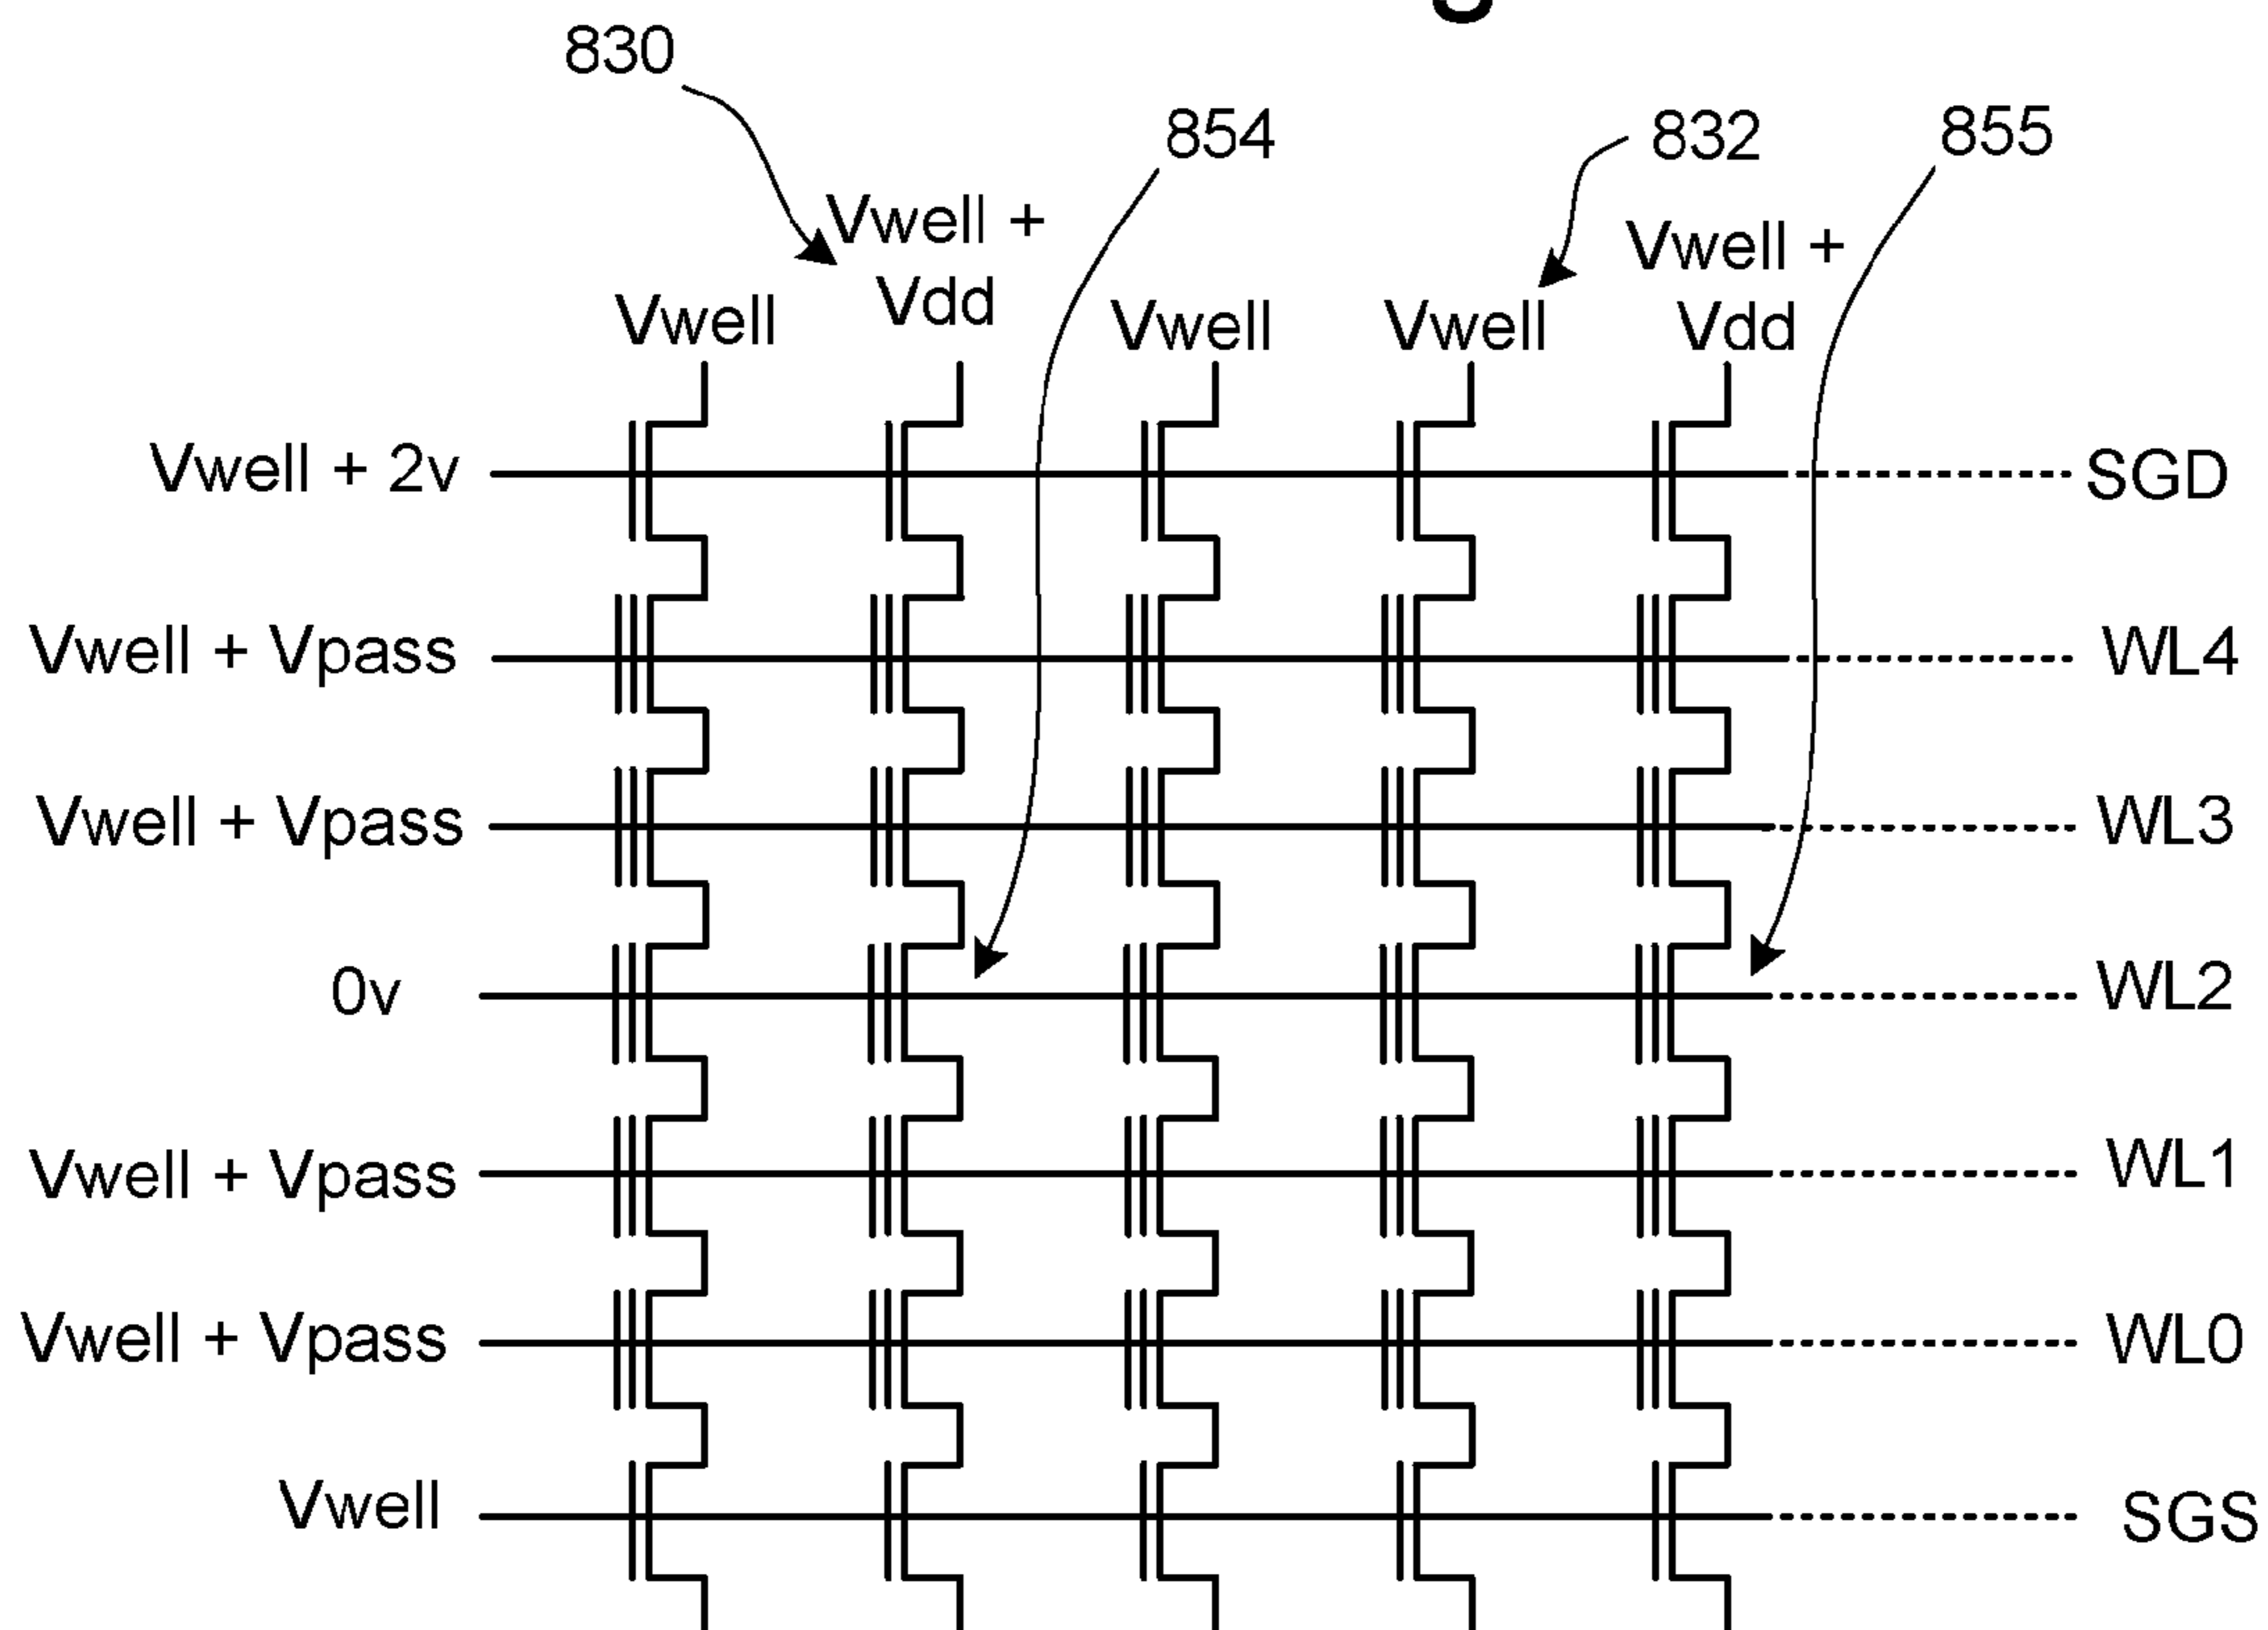 830
854
832
855
Vwell +
Vdd
Vwell +
Vdd
Vwell
Vwell
Vwell
Vwell + 2v
SGD
Vwell + Vpass
WL4
Vwell + Vpass
WL3
0v
WL2
Vwell + Vpass
WL1
Vwell + Vpass
WL0
Vwell
SGS